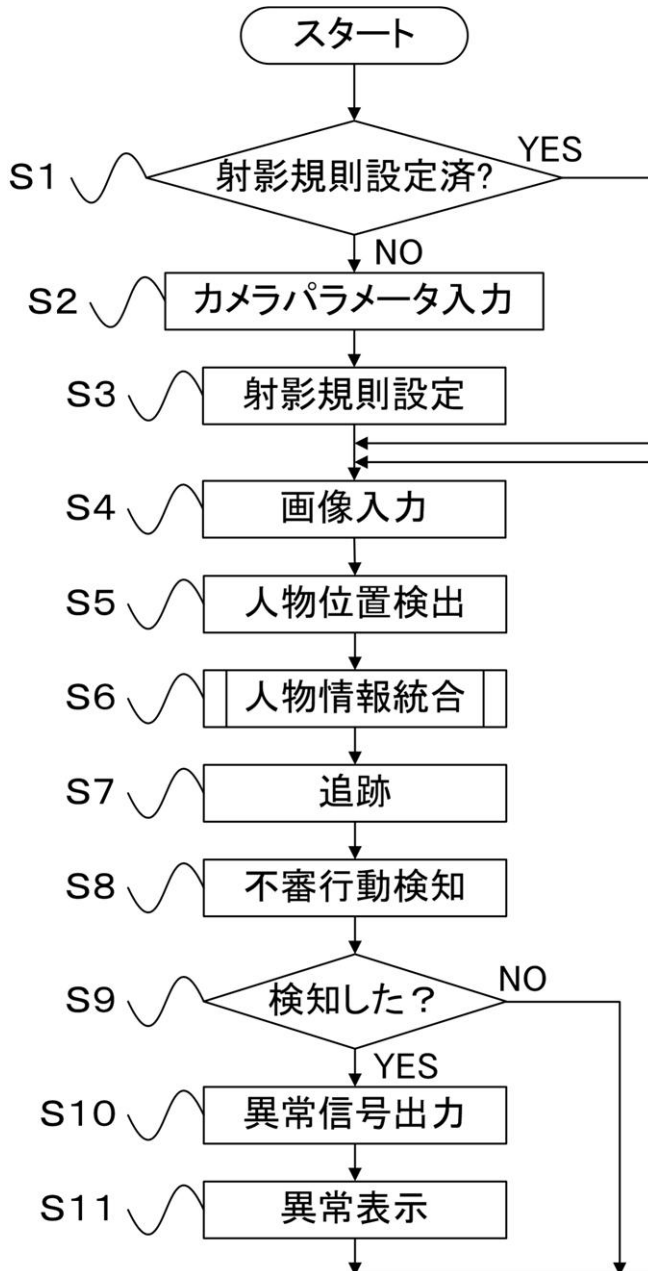 スタート
S1
射影規則設定済?
YES
NO
S2
カメラパラメータ入力
S3
射影規則設定
S4
画像入力
S5
人物位置検出
S6
人物情報統合
S7
追跡
S8
不審行動検知
S9
検知した？
NO
YES
S10
異常信号出力
S11
異常表示